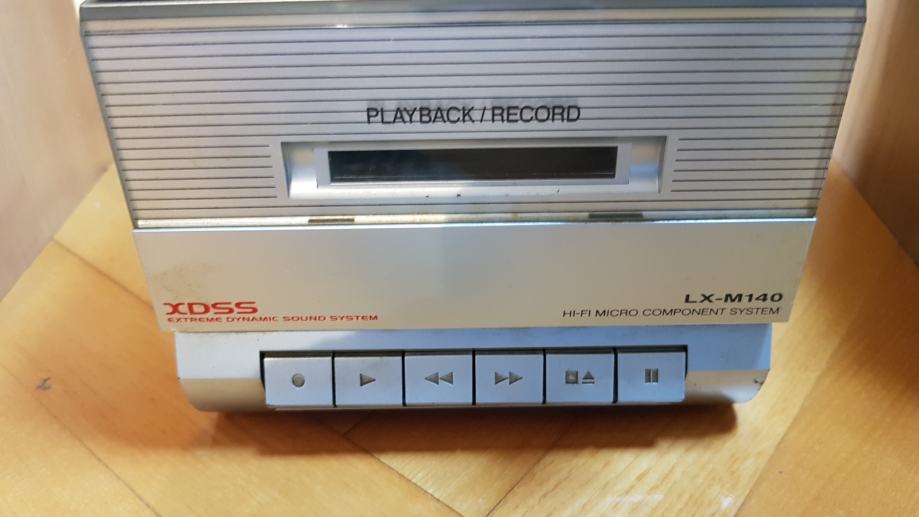 PLAYBACK / RECORD
XDSS
EXTREME DYNAMIC SOUND SYSTEM
LX-M140
HI-FI MICRO COMPONENT SYSTEM